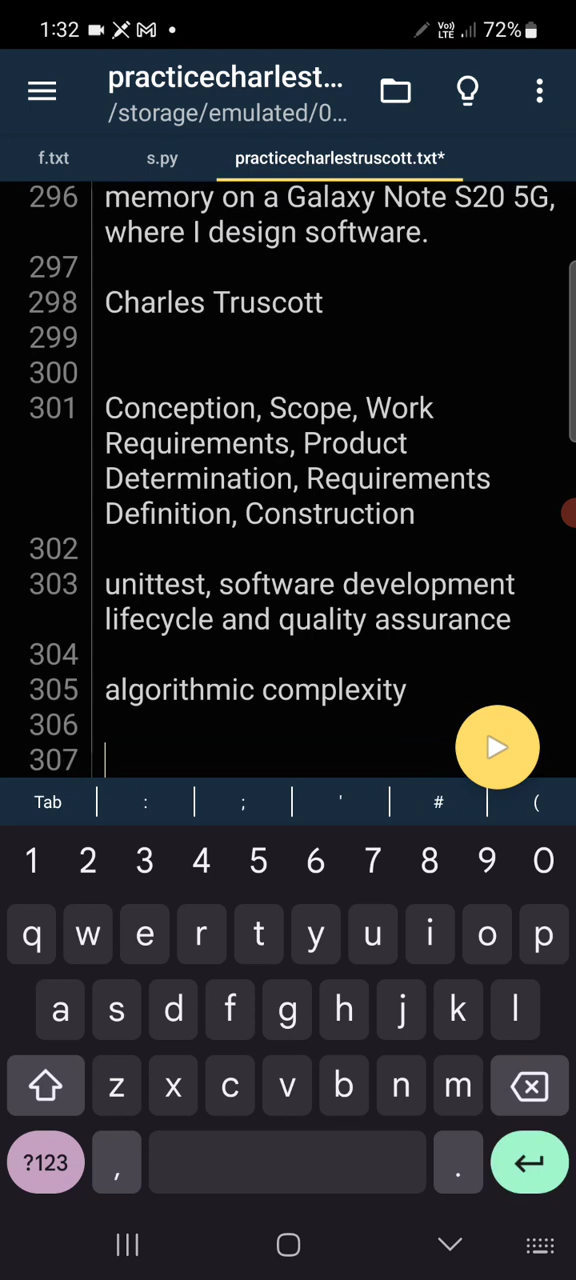 1:32 72%
practicecharlest...
/storage/emulated/0...
f.txt s.py practicecharlestruscott.txt*
296 memory on a Galaxy Note S20 5G,
where I design software.
297
298 Charles Truscott
299
300
301 Conception, Scope, Work
Requirements, Product
Determination, Requirements
Definition, Construction
302
303 unittest, software development
lifecycle and quality assurance
304
305 algorithmic complexity
306
307
Tab : ; ' # (
1 2 3 4 5 6 7 8 9 0
q w e r t y u i o p
a s d f g h j k l
z x c v b n m
?123 , .